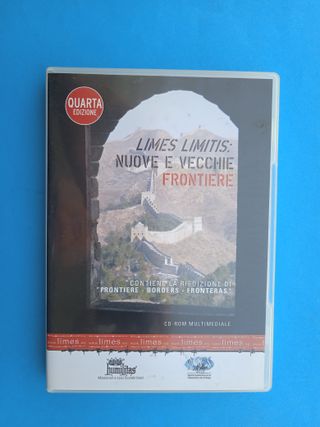 QUARTA
EDIZIONE
LIMES LIMITIS:
NUOVE E VECCHIE
FRONTIERE
CONTIENE LA RIEDIZIONE DI
"FRONTIERE - BORDERS - FRONTERAS"
CD-ROM MULTIMEDIALE
limes limes limes limes limes
humilitas